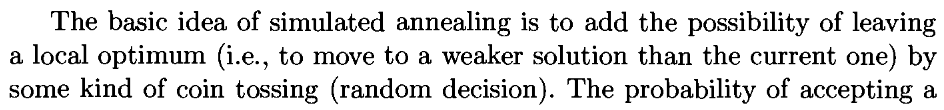 The basic idea of simulated annealing is to add the possibility of leaving
a local optimum (i.e., to move to a weaker solution than the current one) by
some kind of coin tossing (random decision). The probability of accepting a